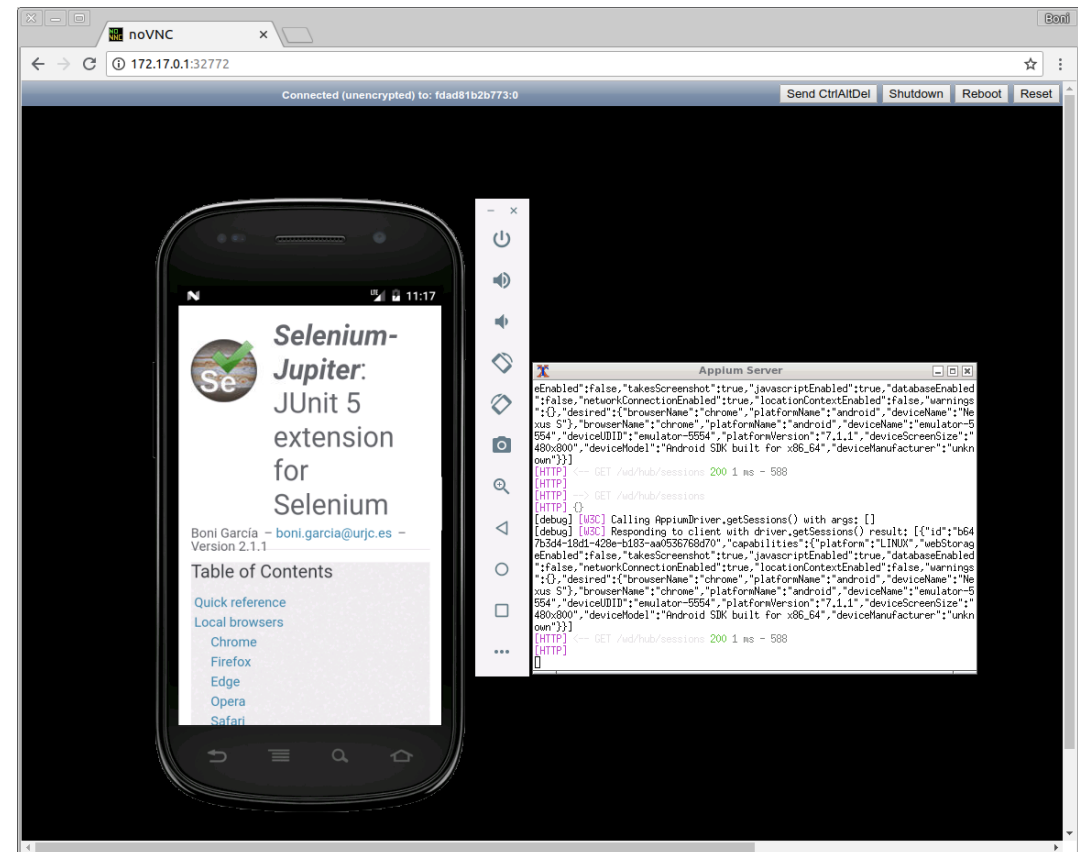 Boni
noVNC
172.17.0.1:32772
Connected (unencrypted) to: fdad81b2b773:0
Send CtrlAltDel
Shutdown
Reboot
Reset
LTE
11:17
Se
Selenium-
Jupiter:
JUnit 5
extension
for
Selenium
Boni García – boni.garcia@urjc.es –
Version 2.1.1
Table of Contents
Quick reference
Local browsers
Chrome
Firefox
Edge
Opera
Safari
Appium Server
eEnabled":false,"takesScreenshot":true,"javascriptEnabled":true,"databaseEnabled
":false,"networkConnectionEnabled":true,"locationContextEnabled":false,"warnings
":{},"desired":{"browserName":"chrome","platformName":"android","deviceName":"Ne
xus S"},"browserName":"chrome","platformName":"android","deviceName":"emulator-5
554","deviceUDID":"emulator-5554","platformVersion":"7.1.1","deviceScreenSize":"
480x800","deviceModel":"Android SDK built for x86_64","deviceManufacturer":"unkn
own"}}]
[HTTP] <-- GET /wd/hub/sessions 200 1 ms - 588
[HTTP]
[HTTP] --> GET /wd/hub/sessions
[HTTP] {}
[debug] [W3C] Calling AppiumDriver.getSessions() with args: []
[debug] [W3C] Responding to client with driver.getSessions() result: [{"id":"b64
7b3d4-18d1-428e-b183-aa0536768d70","capabilities":{"platform":"LINUX","webStorag
eEnabled":false,"takesScreenshot":true,"javascriptEnabled":true,"databaseEnabled
":false,"networkConnectionEnabled":true,"locationContextEnabled":false,"warnings
":{},"desired":{"browserName":"chrome","platformName":"android","deviceName":"Ne
xus S"},"browserName":"chrome","platformName":"android","deviceName":"emulator-5
554","deviceUDID":"emulator-5554","platformVersion":"7.1.1","deviceScreenSize":"
480x800","deviceModel":"Android SDK built for x86_64","deviceManufacturer":"unkn
own"}}]
[HTTP] <-- GET /wd/hub/sessions 200 1 ms - 588
[HTTP]